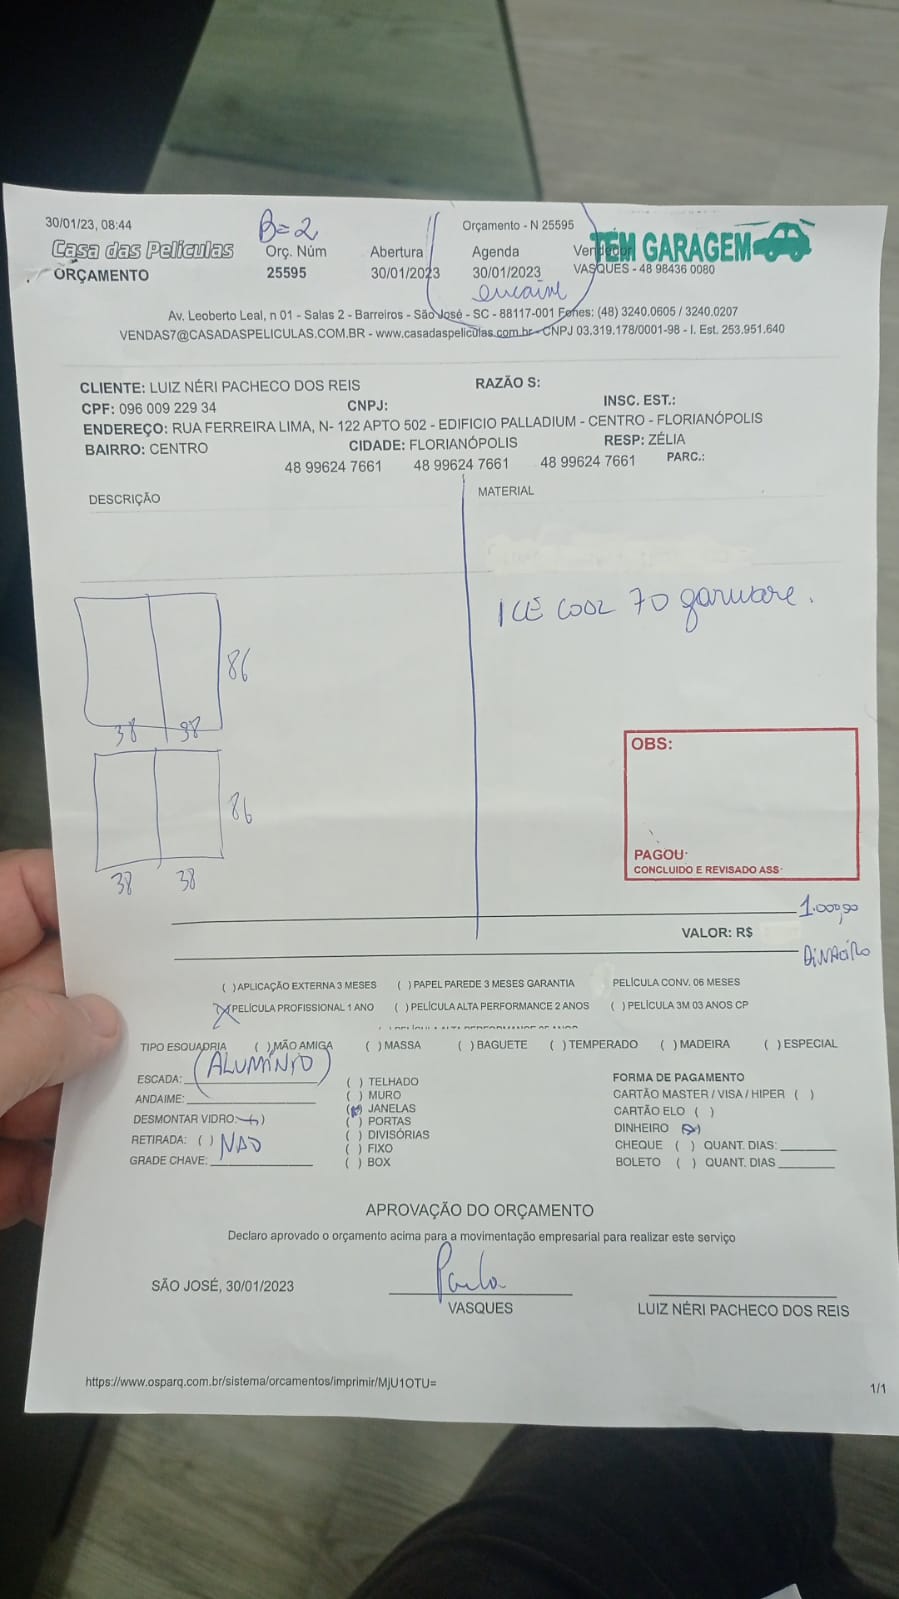 30/01/23, 08:44
Orçamento - N 25595
B=2
Casa das Películas
Orç. Núm
Abertura
Agenda
Vendedor
TEM GARAGEM
ORÇAMENTO
25595
30/01/2023
30/01/2023
VASQUES - 48 98436 0080
encaixe
Av. Leoberto Leal, n 01 - Salas 2 - Barreiros - São José - SC - 88117-001 Fones: (48) 3240.0605 / 3240.0207
VENDAS7@CASADASPELICULAS.COM.BR - www.casadaspeliculas.com.br - CNPJ 03.319.178/0001-98 - I. Est. 253.951.640
CLIENTE: LUIZ NÉRI PACHECO DOS REIS RAZÃO S:
CPF: 096 009 229 34 CNPJ: INSC. EST.:
ENDEREÇO: RUA FERREIRA LIMA, N- 122 APTO 502 - EDIFICIO PALLADIUM - CENTRO - FLORIANÓPOLIS
BAIRRO: CENTRO CIDADE: FLORIANÓPOLIS RESP: ZÉLIA
48 99624 7661 48 99624 7661 48 99624 7661 PARC.:
DESCRIÇÃO MATERIAL
ICE COOL 70 garware.
86
38 38
86
38 38
OBS:
PAGOU:
CONCLUIDO E REVISADO ASS:
1.000,00
VALOR: R$
DINHEIRO
( ) APLICAÇÃO EXTERNA 3 MESES ( ) PAPEL PAREDE 3 MESES GARANTIA PELÍCULA CONV. 06 MESES
X PELÍCULA PROFISSIONAL 1 ANO ( ) PELÍCULA ALTA PERFORMANCE 2 ANOS ( ) PELÍCULA 3M 03 ANOS CP
TIPO ESQUADRIA ( ) MÃO AMIGA ( ) MASSA ( ) BAGUETE ( ) TEMPERADO ( ) MADEIRA ( ) ESPECIAL
(ALUMÍNIO)
ESCADA:
ANDAIME:
DESMONTAR VIDRO:
RETIRADA: ( ) NAO
GRADE CHAVE:
( ) TELHADO
( ) MURO
(x) JANELAS
( ) PORTAS
( ) DIVISÓRIAS
( ) FIXO
( ) BOX
FORMA DE PAGAMENTO
CARTÃO MASTER / VISA / HIPER ( )
CARTÃO ELO ( )
DINHEIRO (x)
CHEQUE ( ) QUANT. DIAS:
BOLETO ( ) QUANT. DIAS
APROVAÇÃO DO ORÇAMENTO
Declaro aprovado o orçamento acima para a movimentação empresarial para realizar este serviço
SÃO JOSÉ, 30/01/2023
Paula
VASQUES
LUIZ NÉRI PACHECO DOS REIS
https://www.osparq.com.br/sistema/orcamentos/imprimir/MjU1OTU=
1/1